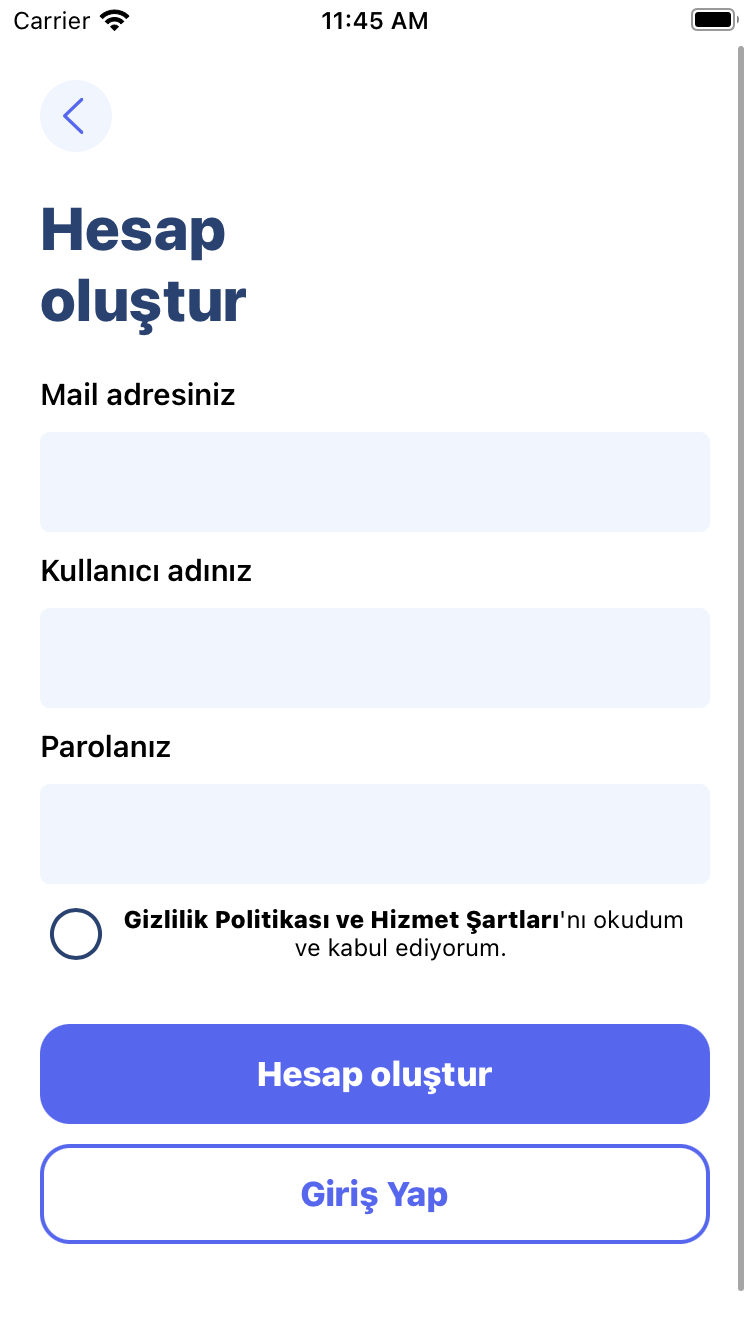 Carrier 11:45 AM
Hesap
oluştur
Mail adresiniz
Kullanıcı adınız
Parolanız
Gizlilik Politikası ve Hizmet Şartları'nı okudum
ve kabul ediyorum.
Hesap oluştur
Giriş Yap